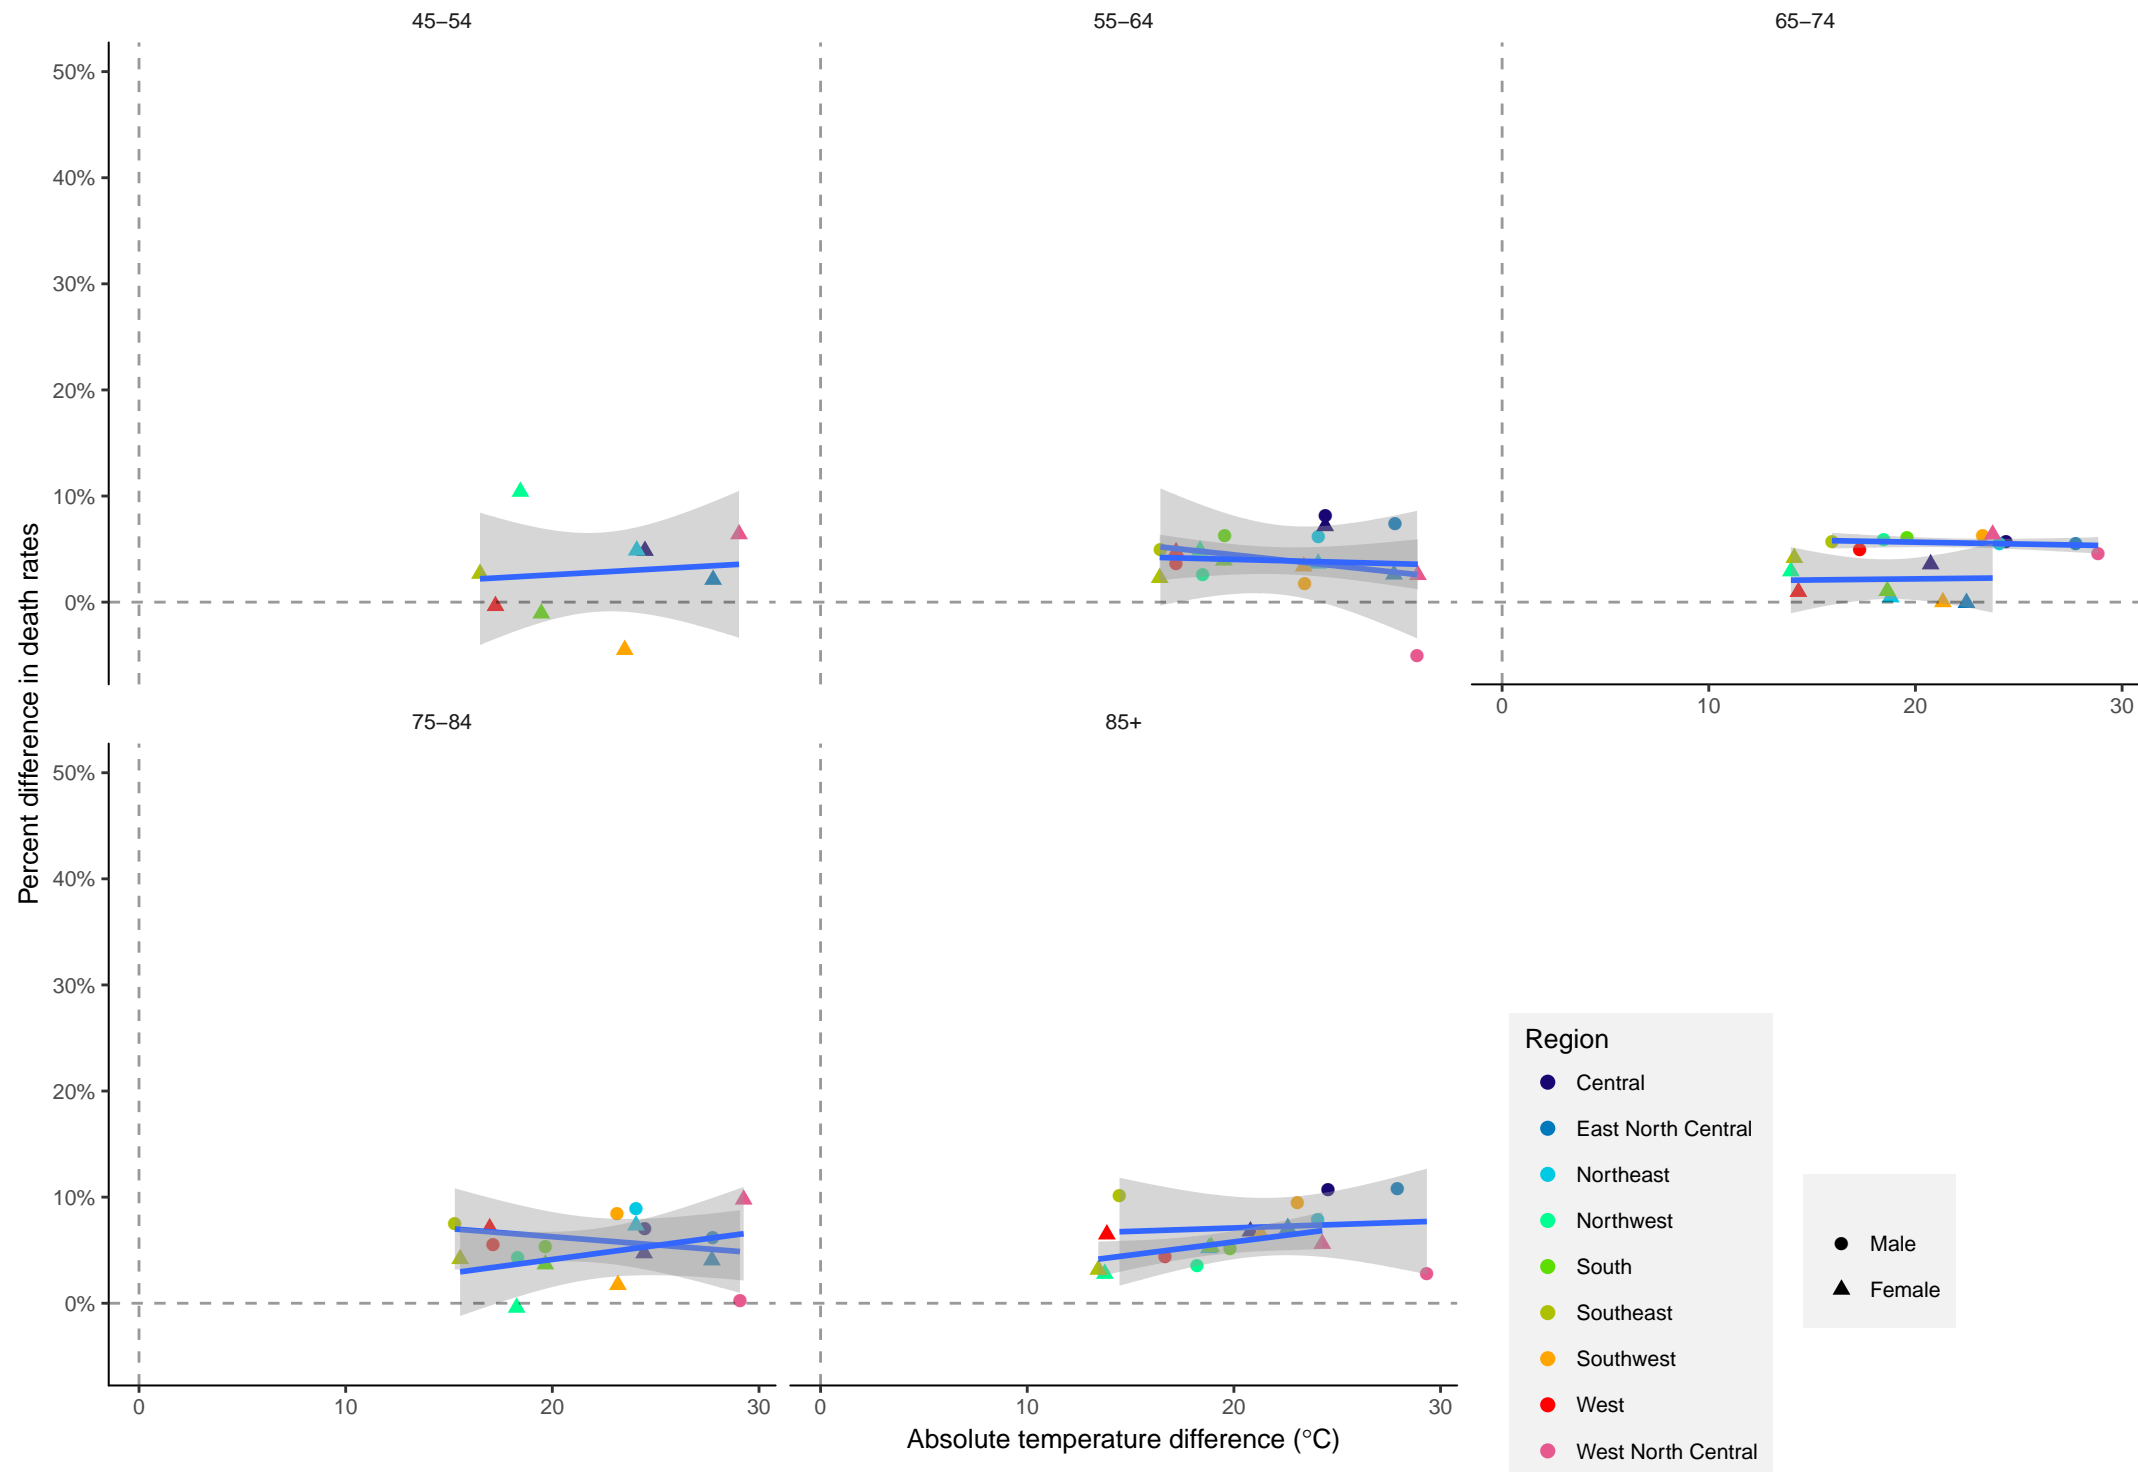 45–54
55–64
65–74
50%
40%
30%
20%
10%
0%
0 10 20 30
75–84
85+
50%
40%
30%
20%
10%
0%
0 10 20 30
0 10 20 30
Percent difference in death rates
Absolute temperature difference (°C)
Region
Central
East North Central
Northeast
Northwest
South
Southeast
Southwest
West
West North Central
Male
Female